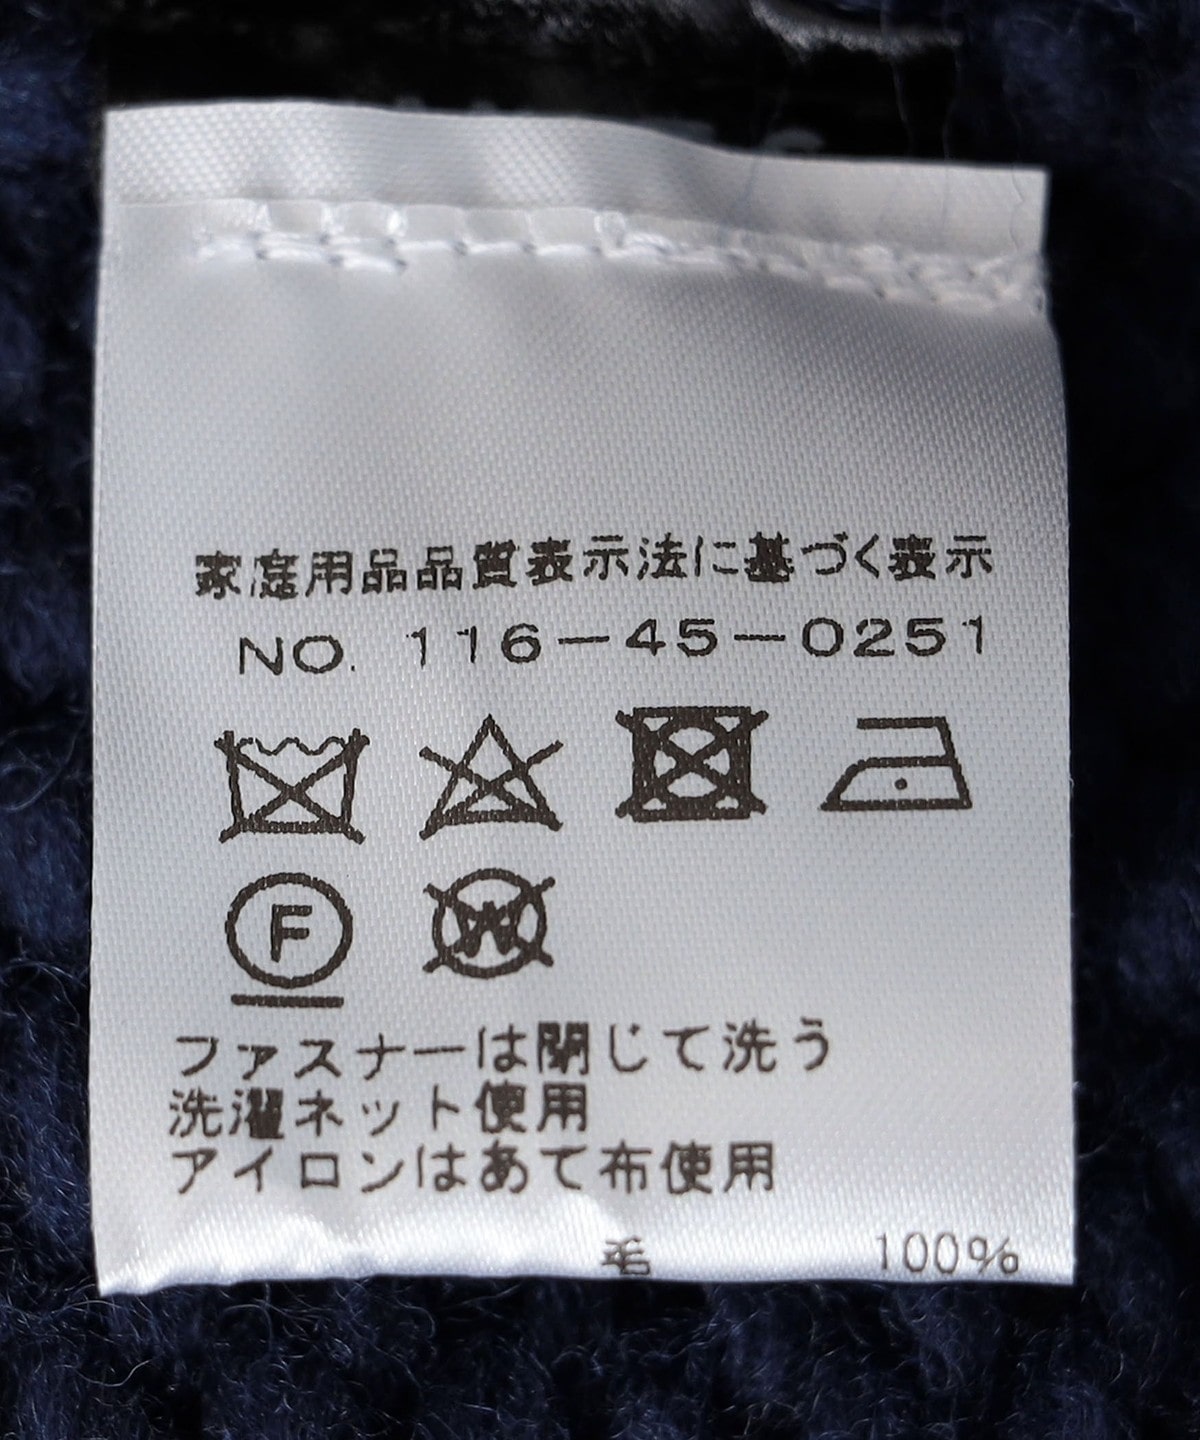 家庭用品品質表示法に基づく表示
NO. 116-45-0251
F W
ファスナーは閉じて洗う
洗濯ネット使用
アイロンはあて布使用
毛 100%